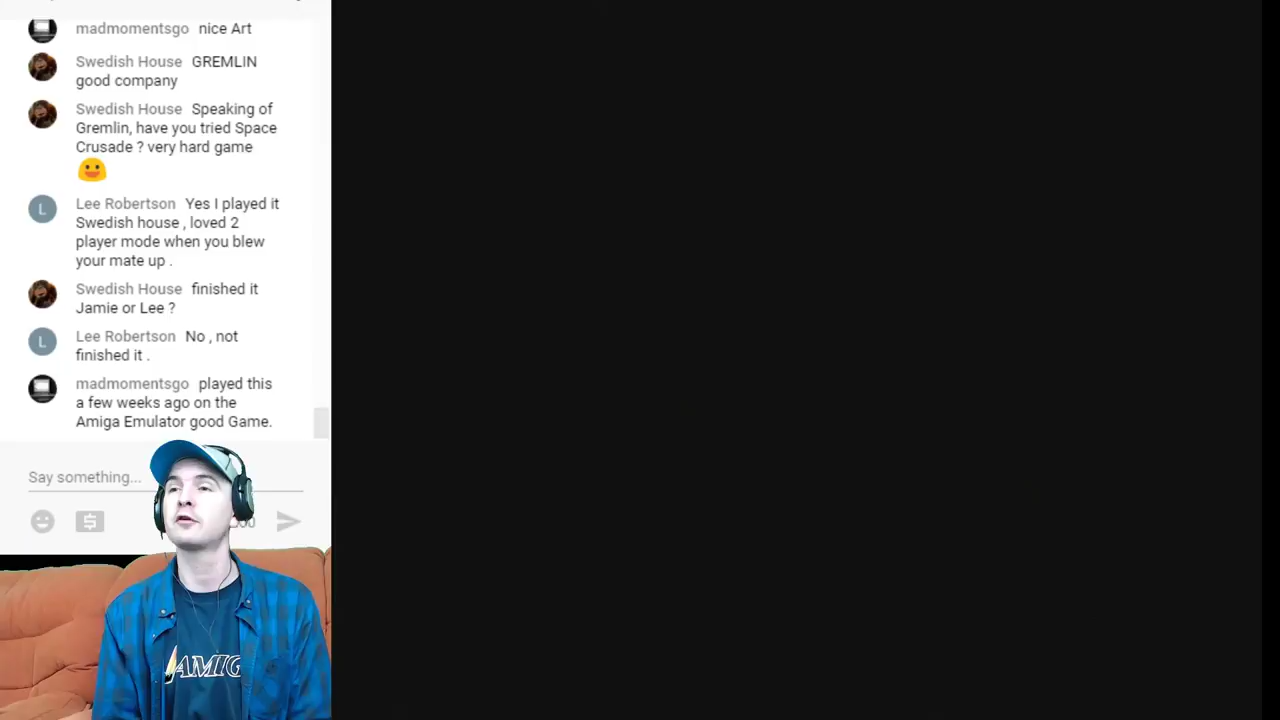 madmomentsgo nice Art
Swedish House GREMLIN
good company
Swedish House Speaking of
Gremlin, have you tried Space
Crusade ? very hard game
L
Lee Robertson Yes I played it
Swedish house , loved 2
player mode when you blew
your mate up .
Swedish House finished it
Jamie or Lee ?
L
Lee Robertson No , not
finished it .
madmomentsgo played this
a few weeks ago on the
Amiga Emulator good Game.
Say something...
AMIG